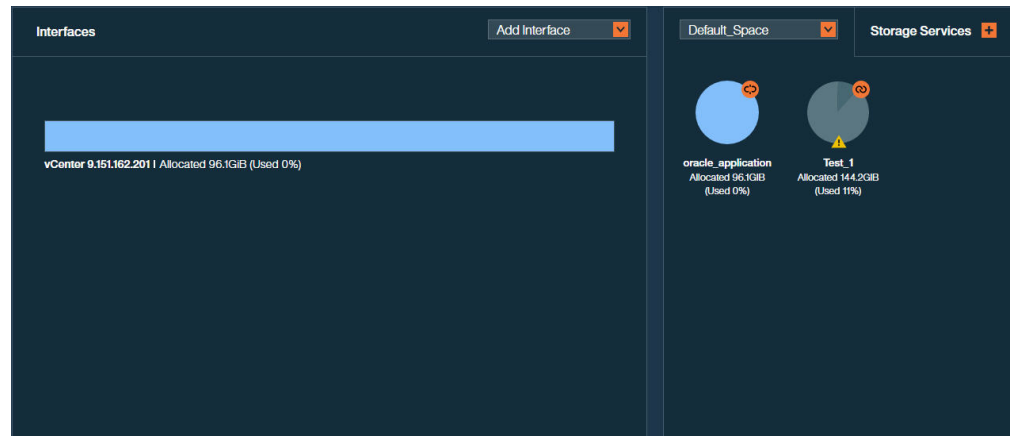 Interfaces
Add Interface
Default_Space
Storage Services
vCenter 9.151.162.201 | Allocated 96.1GiB (Used 0%)
oracle_application
Allocated 96.1GiB
(Used 0%)
Test_1
Allocated 144.2GiB
(Used 11%)